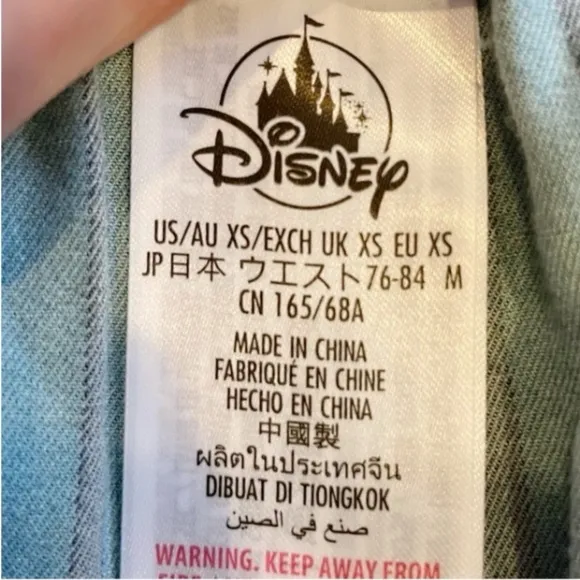 Disney
US/AU XS/EXCH UK XS EU XS
JP日本 ウエスト76-84 M
CN 165/68A
MADE IN CHINA
FABRIQUÉ EN CHINE
HECHO EN CHINA
中國製
ผลิตในประเทศจีน
DIBUAT DI TIONGKOK
صنع في الصين
WARNING. KEEP AWAY FROM